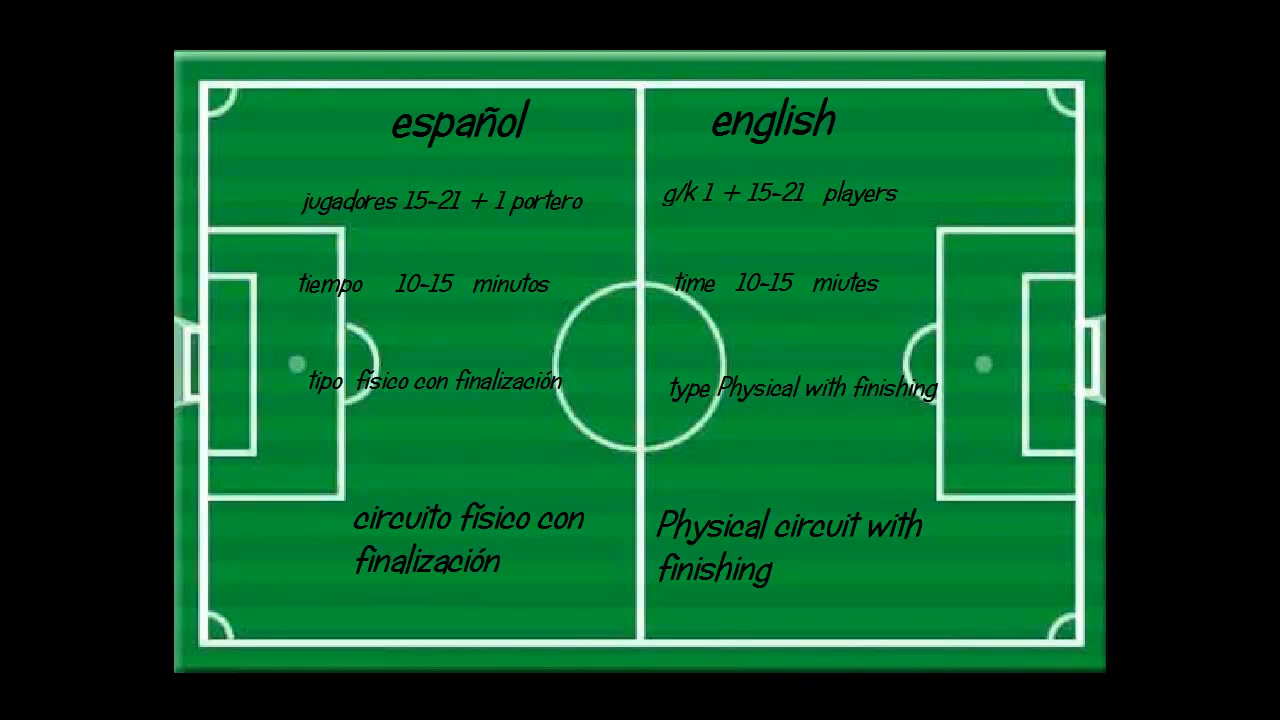 español
jugadores 15-21 + 1 portero
tiempo 10-15 minutos
tipo físico con finalización
circuito físico con
finalización
english
g/k 1 + 15-21 players
time 10-15 miutes
type Physical with finishing
Physical circuit with
finishing